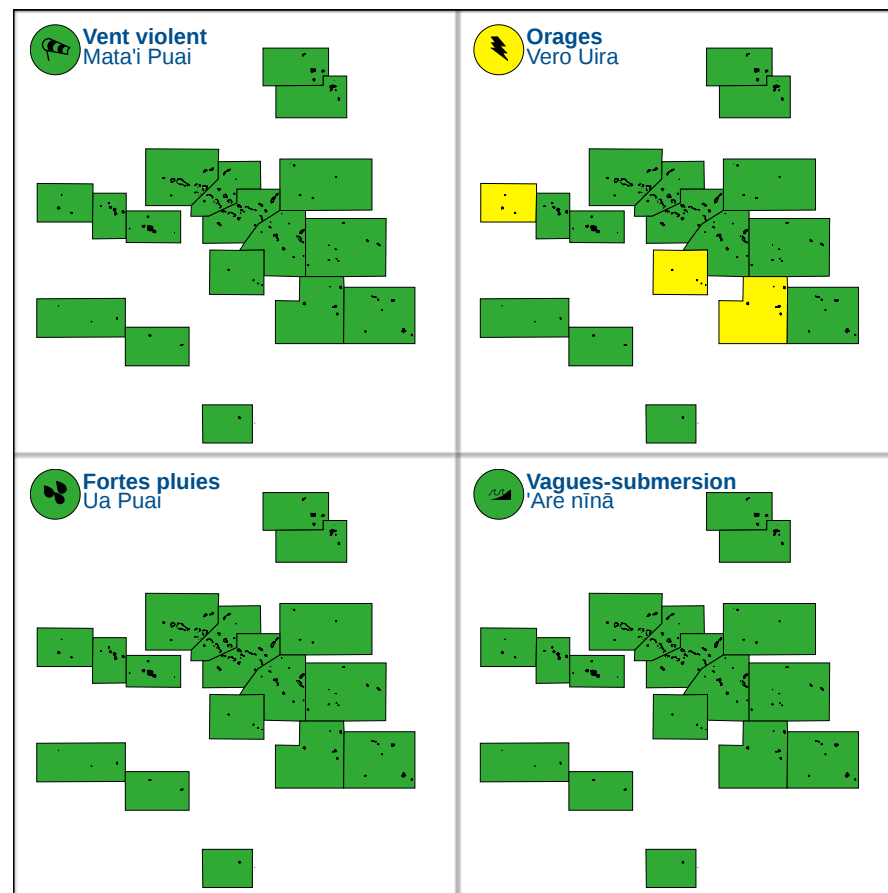 Vent violent
Mata'i Puai
Orages
Vero Uira
Fortes pluies
Ua Puai
Vagues-submersion
'Are nīnā